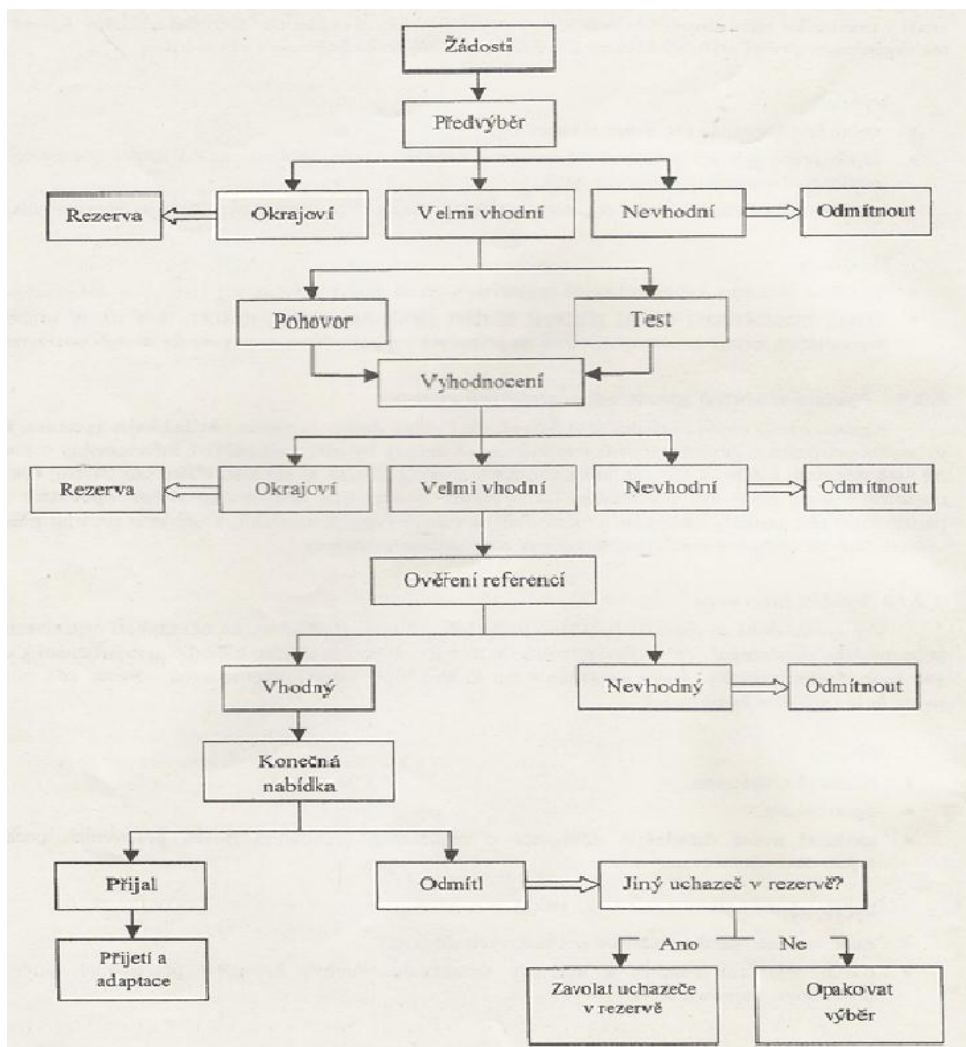 Žádosti
Předvýběr
Rezerva
Okrajoví
Velmi vhodní
Nevhodní
Odmítnout
Pohovor
Test
Vyhodnocení
Rezerva
Okrajoví
Velmi vhodní
Nevhodní
Odmítnout
Ověření referencí
Vhodný
Nevhodný
Odmítnout
Konečná
nabídka
Přijal
Odmítl
Jiný uchazeč v rezervě?
Ano
Ne
Přijetí a
adaptace
Zavolat uchazeče
v rezervě
Opakovat
výběr